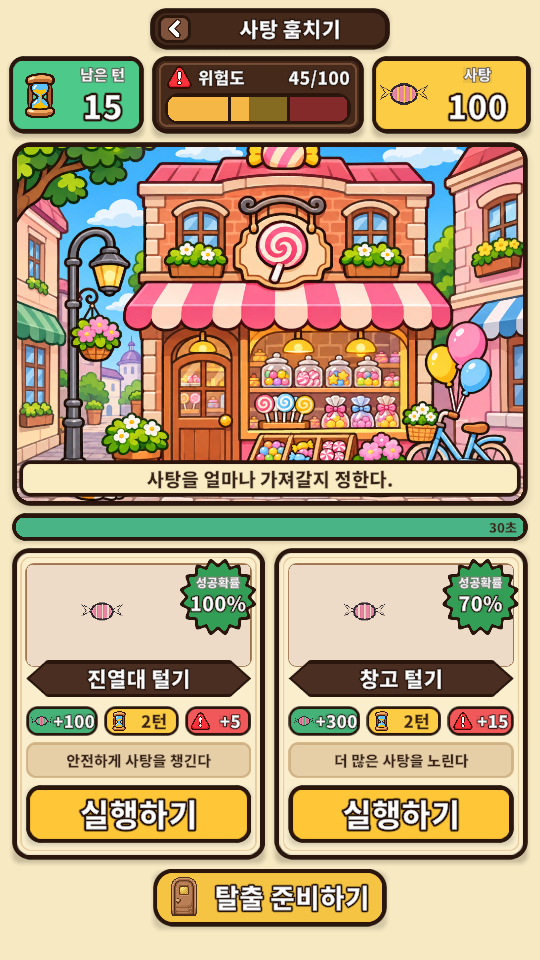 사탕 훔치기
남은 턴
15
위험도 45/100
사탕
100
사탕을 얼마나 가져갈지 정한다.
30초
성공확률
100%
진열대 털기
+100 2턴 +5
안전하게 사탕을 챙긴다
실행하기
성공확률
70%
창고 털기
+300 2턴 +15
더 많은 사탕을 노린다
실행하기
탈출 준비하기